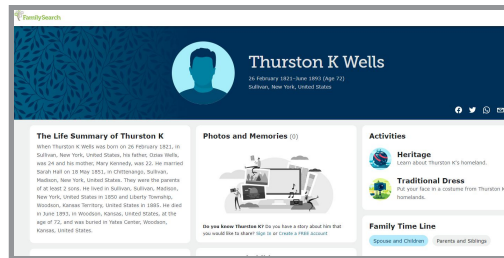 FamilySearch
Thurston K Wells
26 February 1821–June 1893 (Age 72)
Sullivan, New York, United States
The Life Summary of Thurston K
When Thurston K Wells was born on 26 February 1821, in
Sullivan, New York, United States, his father, Ozias Wells,
was 24 and his mother, Mary Kennedy, was 22. He married
Sarah Hall on 18 May 1851, in Chittenango, Sullivan,
Madison, New York, United States. They were the parents
of at least 2 sons. He lived in Sullivan, Sullivan, Madison,
New York, United States in 1850 and Liberty Township,
Woodson, Kansas Territory, United States in 1885. He died
in June 1893, in Woodson, Kansas, United States, at the
age of 72, and was buried in Yates Center, Woodson,
Kansas, United States.
Photos and Memories (0)
Do you know Thurston K? Do you have a story about him that
you would like to share? Sign In or Create a FREE Account
Activities
Heritage
Learn about Thurston K's homeland.
Traditional Dress
Put your face in a costume from Thurston K
homelands.
Family Time Line
Spouse and Children
Parents and Siblings